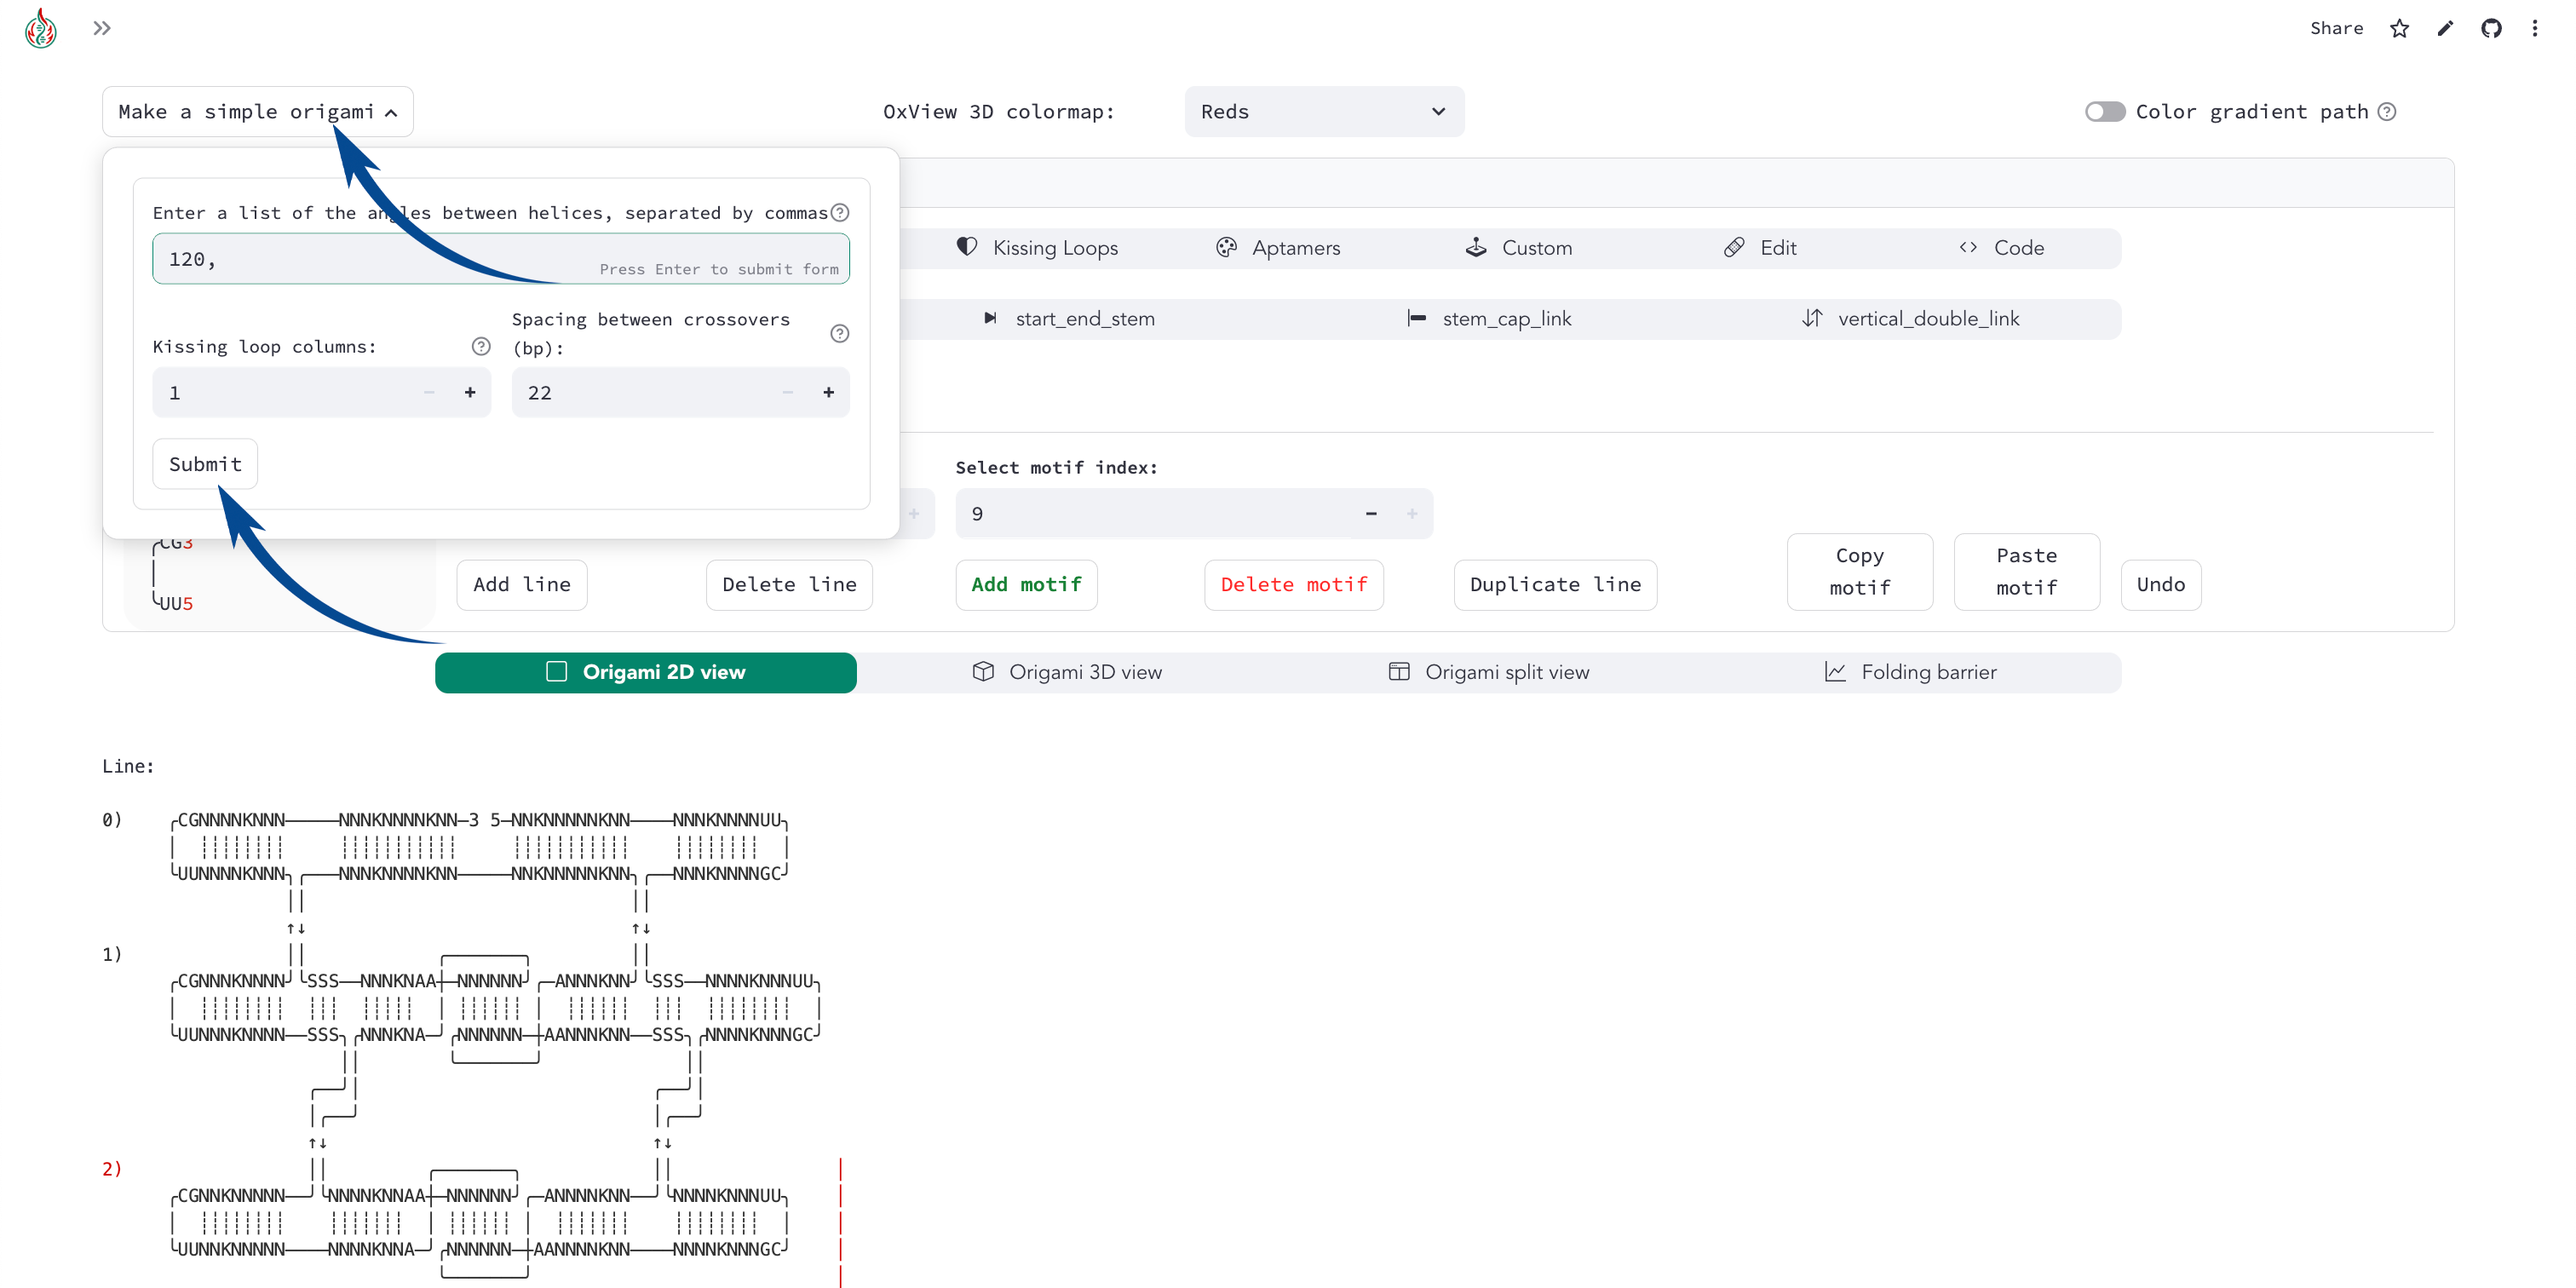 Share
Make a simple origami
OxView 3D colormap:
Reds
Color gradient path
Enter a list of the angles between helices, separated by commas
120,
Press Enter to submit form
Kissing Loops
Aptamers
Custom
Edit
Code
start_end_stem
stem_cap_link
vertical_double_link
Spacing between crossovers
(bp):
Kissing loop columns:
1
22
Submit
Select motif index:
9
CG3
UU5
Add line
Delete line
Add motif
Delete motif
Duplicate line
Copy
motif
Paste
motif
Undo
Origami 2D view
Origami 3D view
Origami split view
Folding barrier
Line:
0) ╭CGNNNNKNNN─────NNNKNNNNKNN─3 5─NNKNNNNNKNN────NNNKNNNNUU╮
╰UUNNNNKNNN╮╭───NNNKNNNNKNN─────NNKNNNNNKNN╮╭──NNNKNNNNGC╯
↑↓ ↑↓
1)
╭CGNNNKNNNN╯╰SSS──NNNKNAA┼─NNNNNN╯╭─ANNNKNN╯╰SSS──NNNNKNNNUU╮
╰UUNNNKNNNN──SSS╮╭NNNKNA─╯╭NNNNNN─┼AANNNKNN──SSS╮╭NNNNKNNNGC╯
↑↓ ↑↓
2)
╭CGNNKNNNNN──╯╰NNNNKNNAA┼─NNNNNN╯╭─ANNNNKNN──╯╰NNNNKNNNUU╮
╰UUNNKNNNNN────NNNNKNNA─╯╭NNNNNN─┼AANNNNKNN────NNNNKNNNGC╯